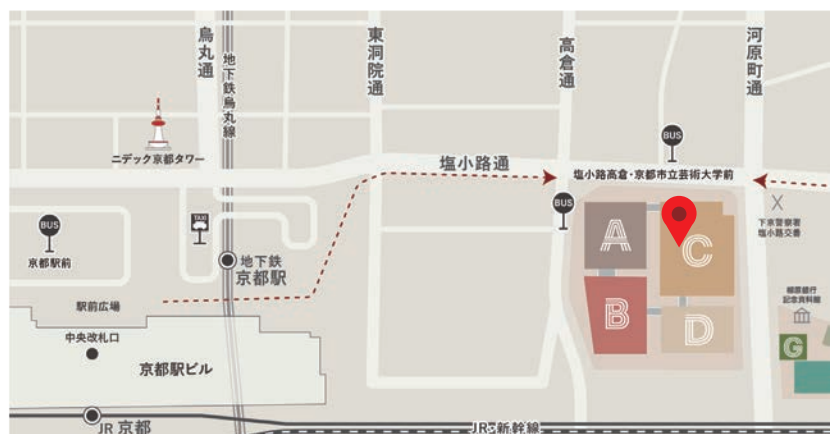 烏丸通
地下鉄烏丸線
東洞院通
高倉通
河原町通
ニデック京都タワー
塩小路通
BUS
塩小路高倉・京都市立芸術大学前
BUS
京都駅前
TAXI
地下鉄
京都駅
BUS
A
C
B
D
下京警察署
塩小路交番
柳原銀行
記念資料館
G
駅前広場
中央改札口
京都駅ビル
JR 京都
JR・新幹線